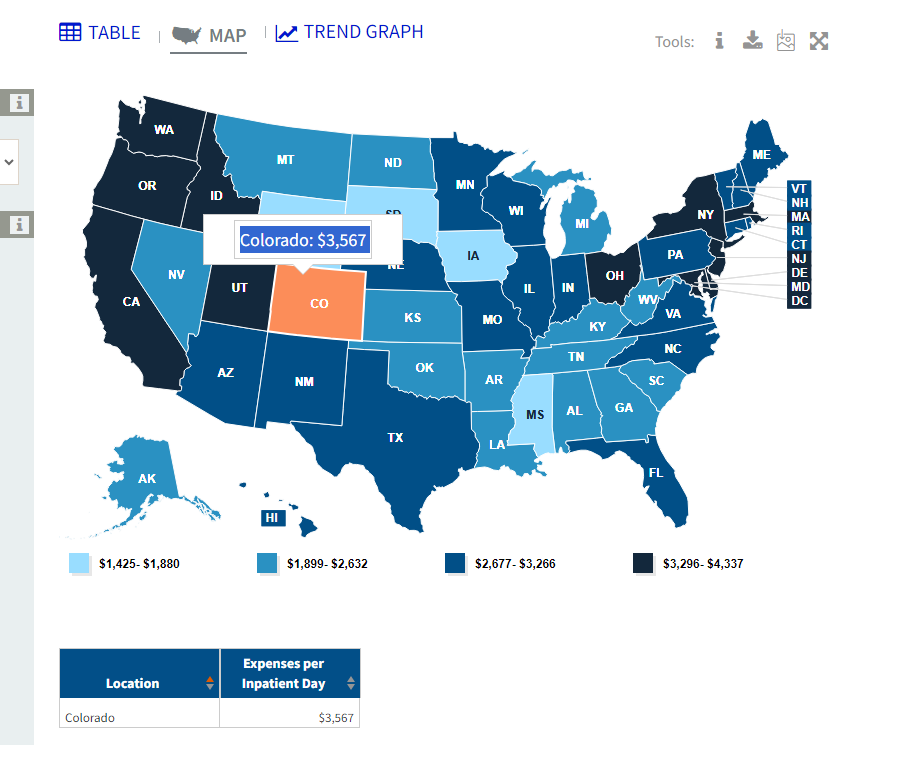 TABLE | MAP | TREND GRAPH
Tools:
WA
MT
ND
MN
ME
OR
ID
SD
WI
MI
VT
NH
MA
RI
CT
NJ
DE
MD
DC
NY
Colorado: $3,567
NV
UT
NE
IA
PA
OH
IL
IN
CA
CO
KS
MO
WV
VA
KY
NC
AZ
NM
OK
AR
TN
SC
MS
AL
GA
TX
LA
FL
AK
HI
$1,425- $1,880
$1,899- $2,632
$2,677- $3,266
$3,296- $4,337
Location
Expenses per
Inpatient Day
Colorado
$3,567